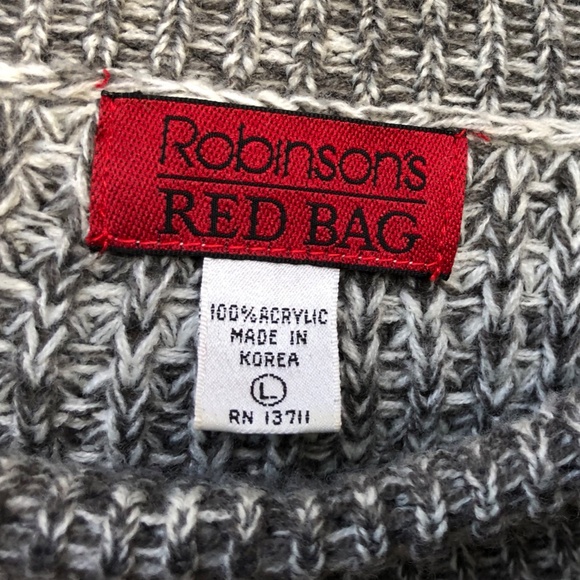 Robinson's
RED BAG
100% ACRYLIC
MADE IN
KOREA
L
RN 13711